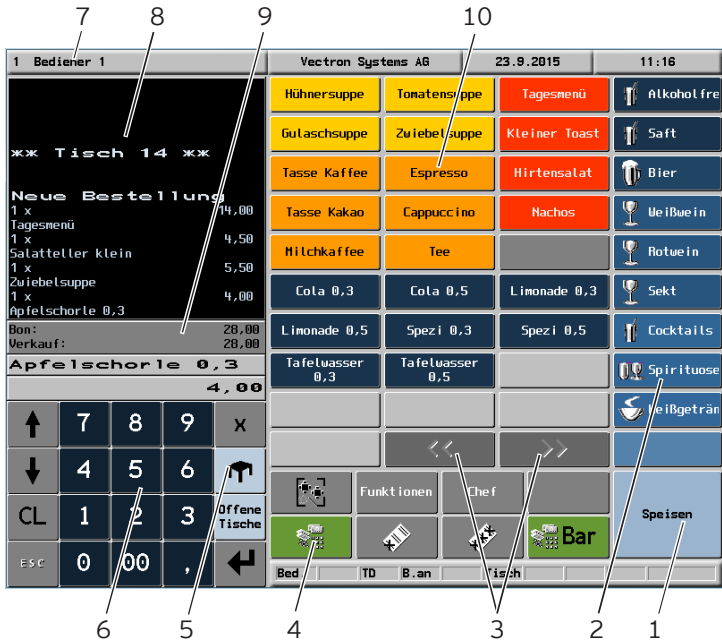 7 8 9 10
1 Bediener 1
Vectron Systems AG 23.9.2015 11:16
** Tisch 14 **
Neue Bestellung
1 x 14,00
Tagesmenü
1 x 4,50
Salatteller klein
1 x 5,50
Zwiebelsuppe
1 x 4,00
Apfelschorle 0,3
Bon: 28,00
Verkauf: 28,00
Apfelschorle 0,3
4,00
7 8 9 x
4 5 6
CL 1 2 3 Offene
Tische
ESC 0 00 ,
Hühnersuppe Tomatensuppe Tagesmenü Alkoholfre
Gulaschsuppe Zwiebelsuppe Kleiner Toast Saft
Tasse Kaffee Espresso Hirtensalat Bier
Tasse Kakao Cappuccino Nachos Weißwein
Milchkaffee Tee Rotwein
Cola 0,3 Cola 0,5 Limonade 0,3 Sekt
Limonade 0,5 Spezi 0,3 Spezi 0,5 Cocktails
Tafelwasser
0,3
Tafelwasser
0,5
Spirituose
Heißgeträn
<< >>
Funktionen Chef
Speisen
Bar
Bed. TD B.an Tisch
6 5 4 3 2 1